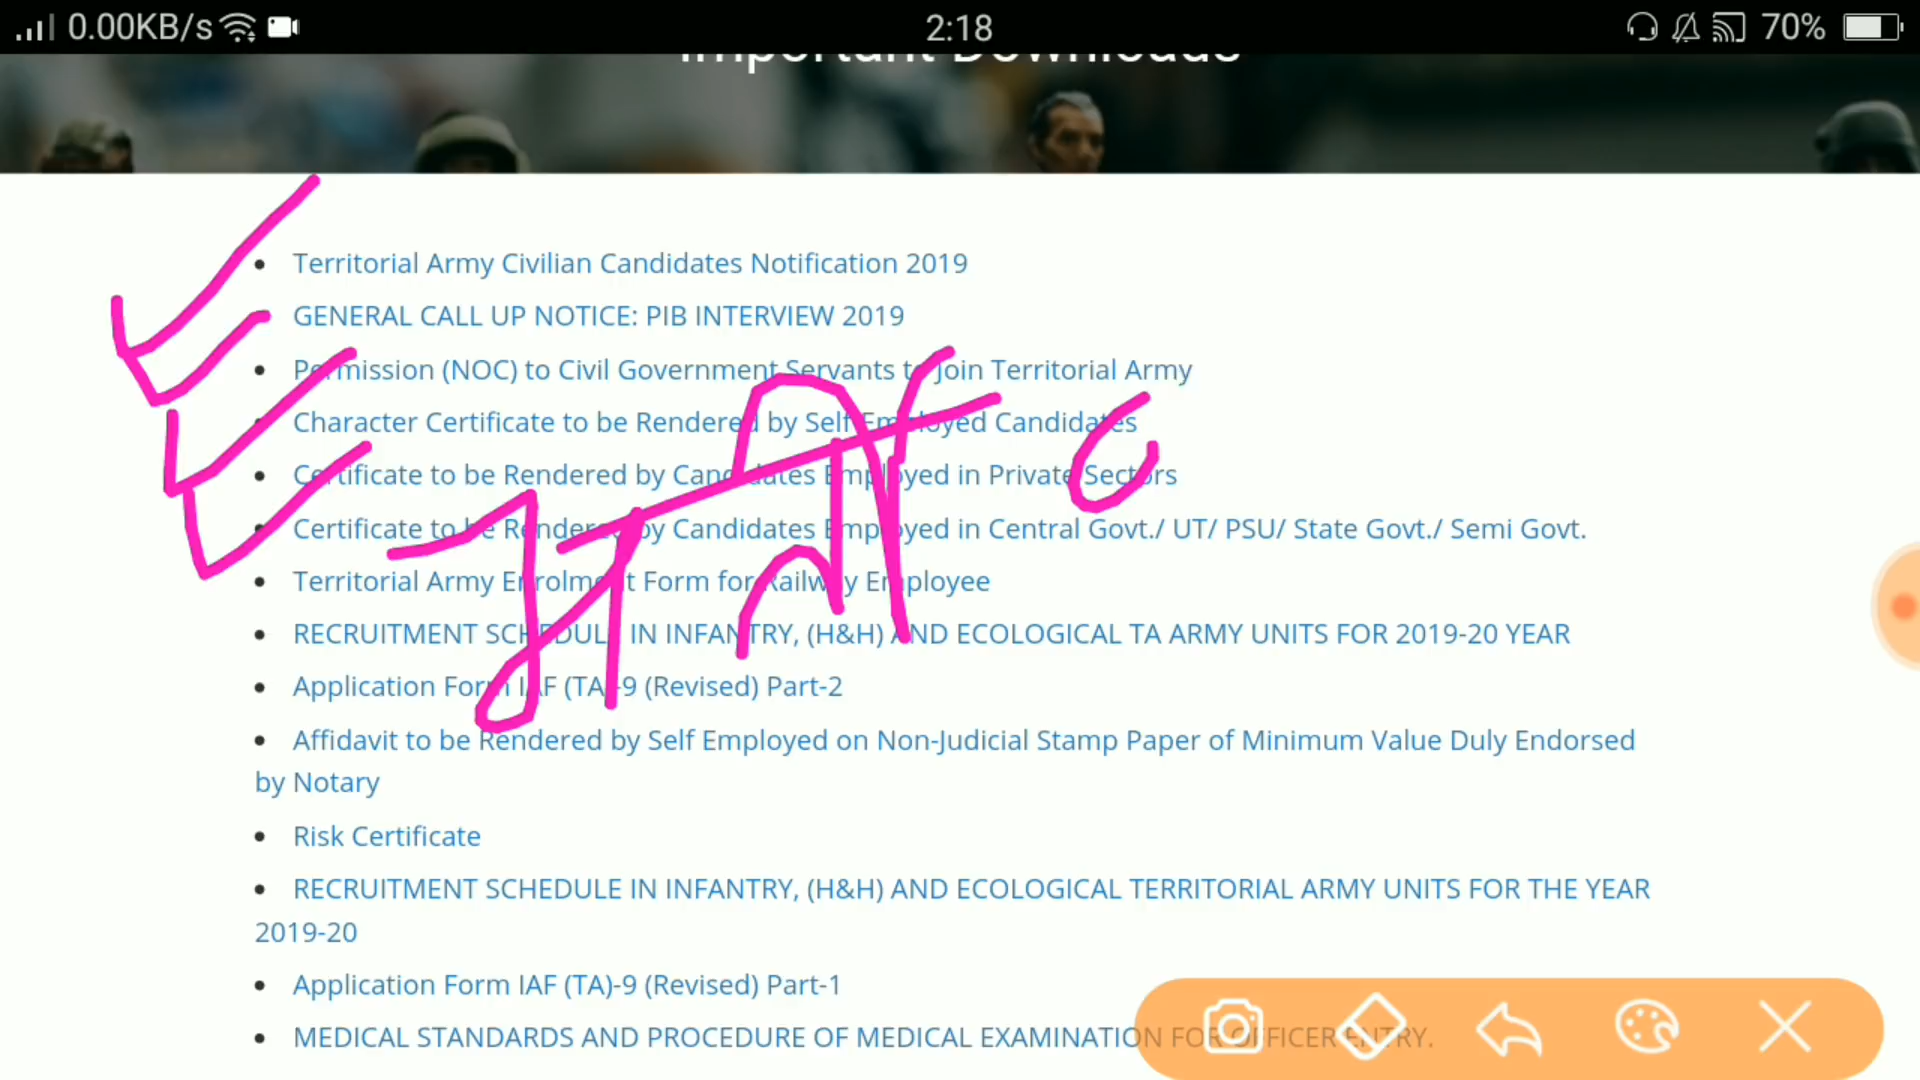 0.00KB/s 2:18 70%
Important Downloads
Territorial Army Civilian Candidates Notification 2019
GENERAL CALL UP NOTICE: PIB INTERVIEW 2019
Permission (NOC) to Civil Government Servants to Join Territorial Army
Character Certificate to be Rendered by Self Employed Candidates
Certificate to be Rendered by Candidates Employed in Private Sectors
Certificate to be Rendered by Candidates Employed in Central Govt./ UT/ PSU/ State Govt./ Semi Govt.
Territorial Army Enrolment Form for Railway Employee
RECRUITMENT SCHEDULE IN INFANTRY, (H&H) AND ECOLOGICAL TA ARMY UNITS FOR 2019-20 YEAR
Application Form IAF (TA)-9 (Revised) Part-2
Affidavit to be Rendered by Self Employed on Non-Judicial Stamp Paper of Minimum Value Duly Endorsed
by Notary
Risk Certificate
RECRUITMENT SCHEDULE IN INFANTRY, (H&H) AND ECOLOGICAL TERRITORIAL ARMY UNITS FOR THE YEAR
2019-20
Application Form IAF (TA)-9 (Revised) Part-1
MEDICAL STANDARDS AND PROCEDURE OF MEDICAL EXAMINATION FOR OFFICER ENTRY.